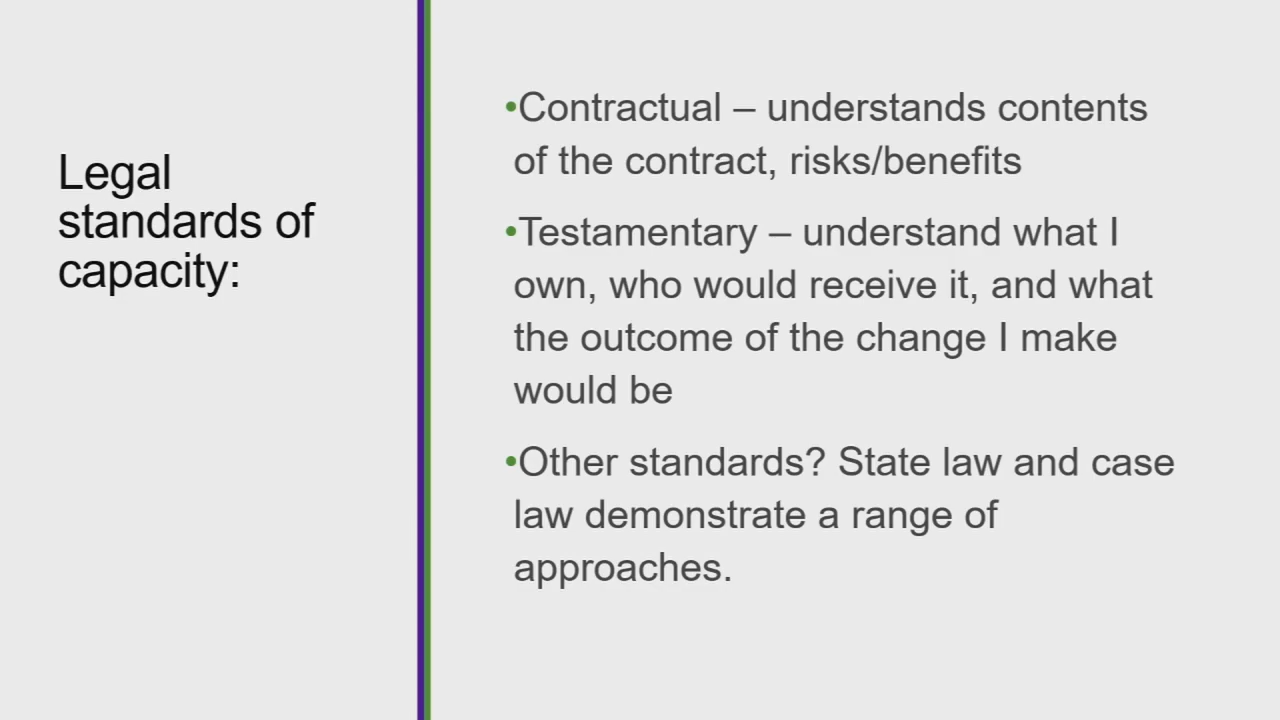 Legal
standards of
capacity:
•Contractual – understands contents
of the contract, risks/benefits
•Testamentary – understand what I
own, who would receive it, and what
the outcome of the change I make
would be
•Other standards? State law and case
law demonstrate a range of
approaches.